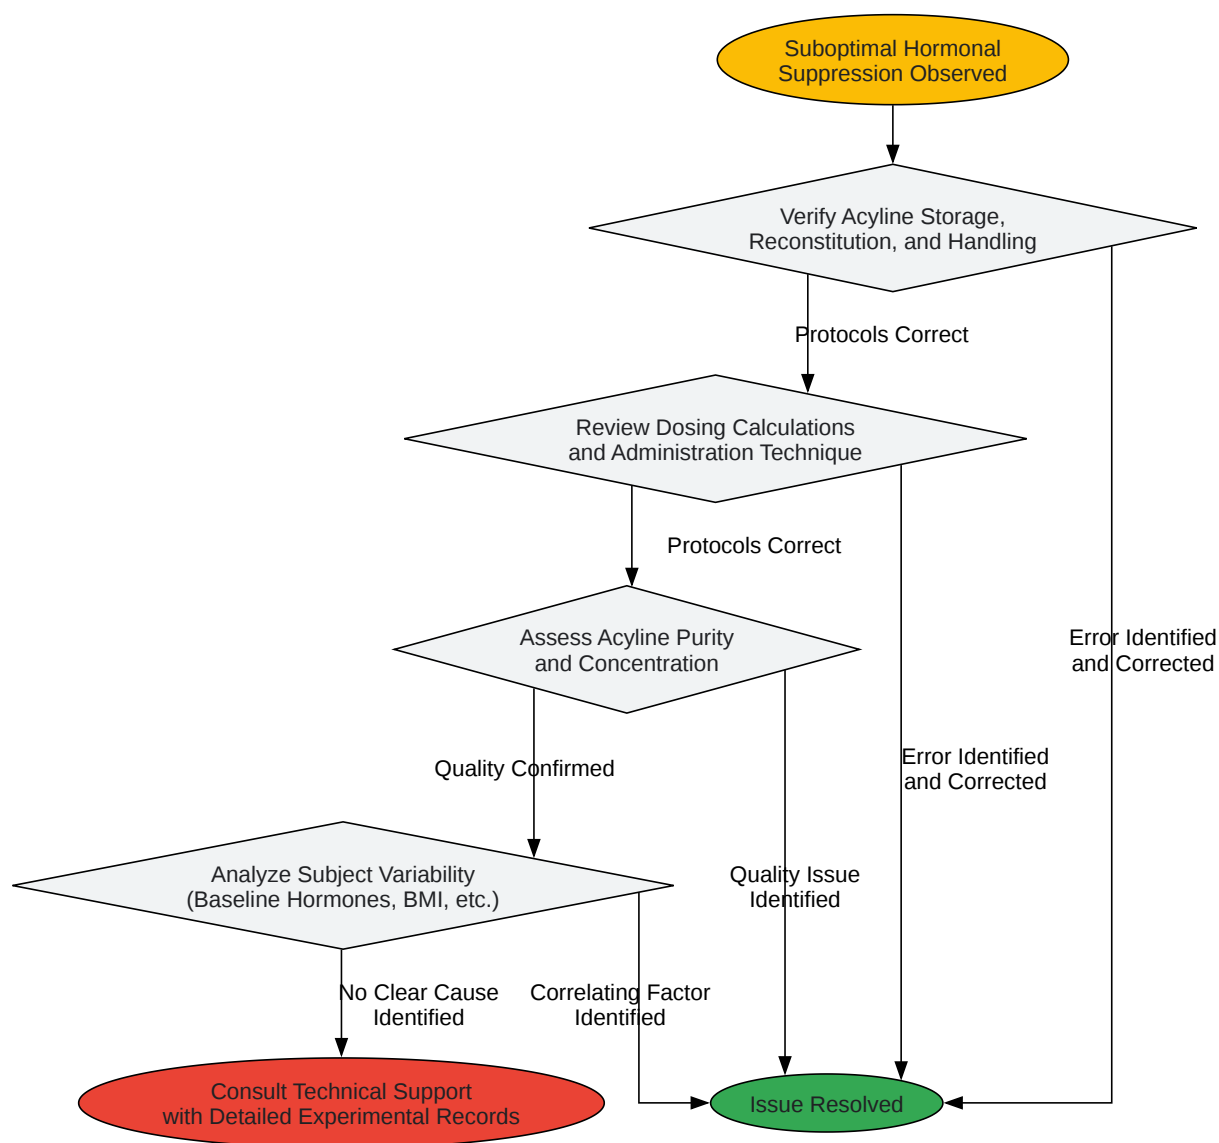 Suboptimal Hormonal
Suppression Observed
Verify Acyline Storage,
Reconstitution, and Handling
Protocols Correct
Review Dosing Calculations
and Administration Technique
Protocols Correct
Assess Acyline Purity
and Concentration
Error Identified
and Corrected
Quality Confirmed
Error Identified
and Corrected
Analyze Subject Variability
(Baseline Hormones, BMI, etc.)
Quality Issue
Identified
No Clear Cause
Identified
Correlating Factor
Identified
Consult Technical Support
with Detailed Experimental Records
Issue Resolved